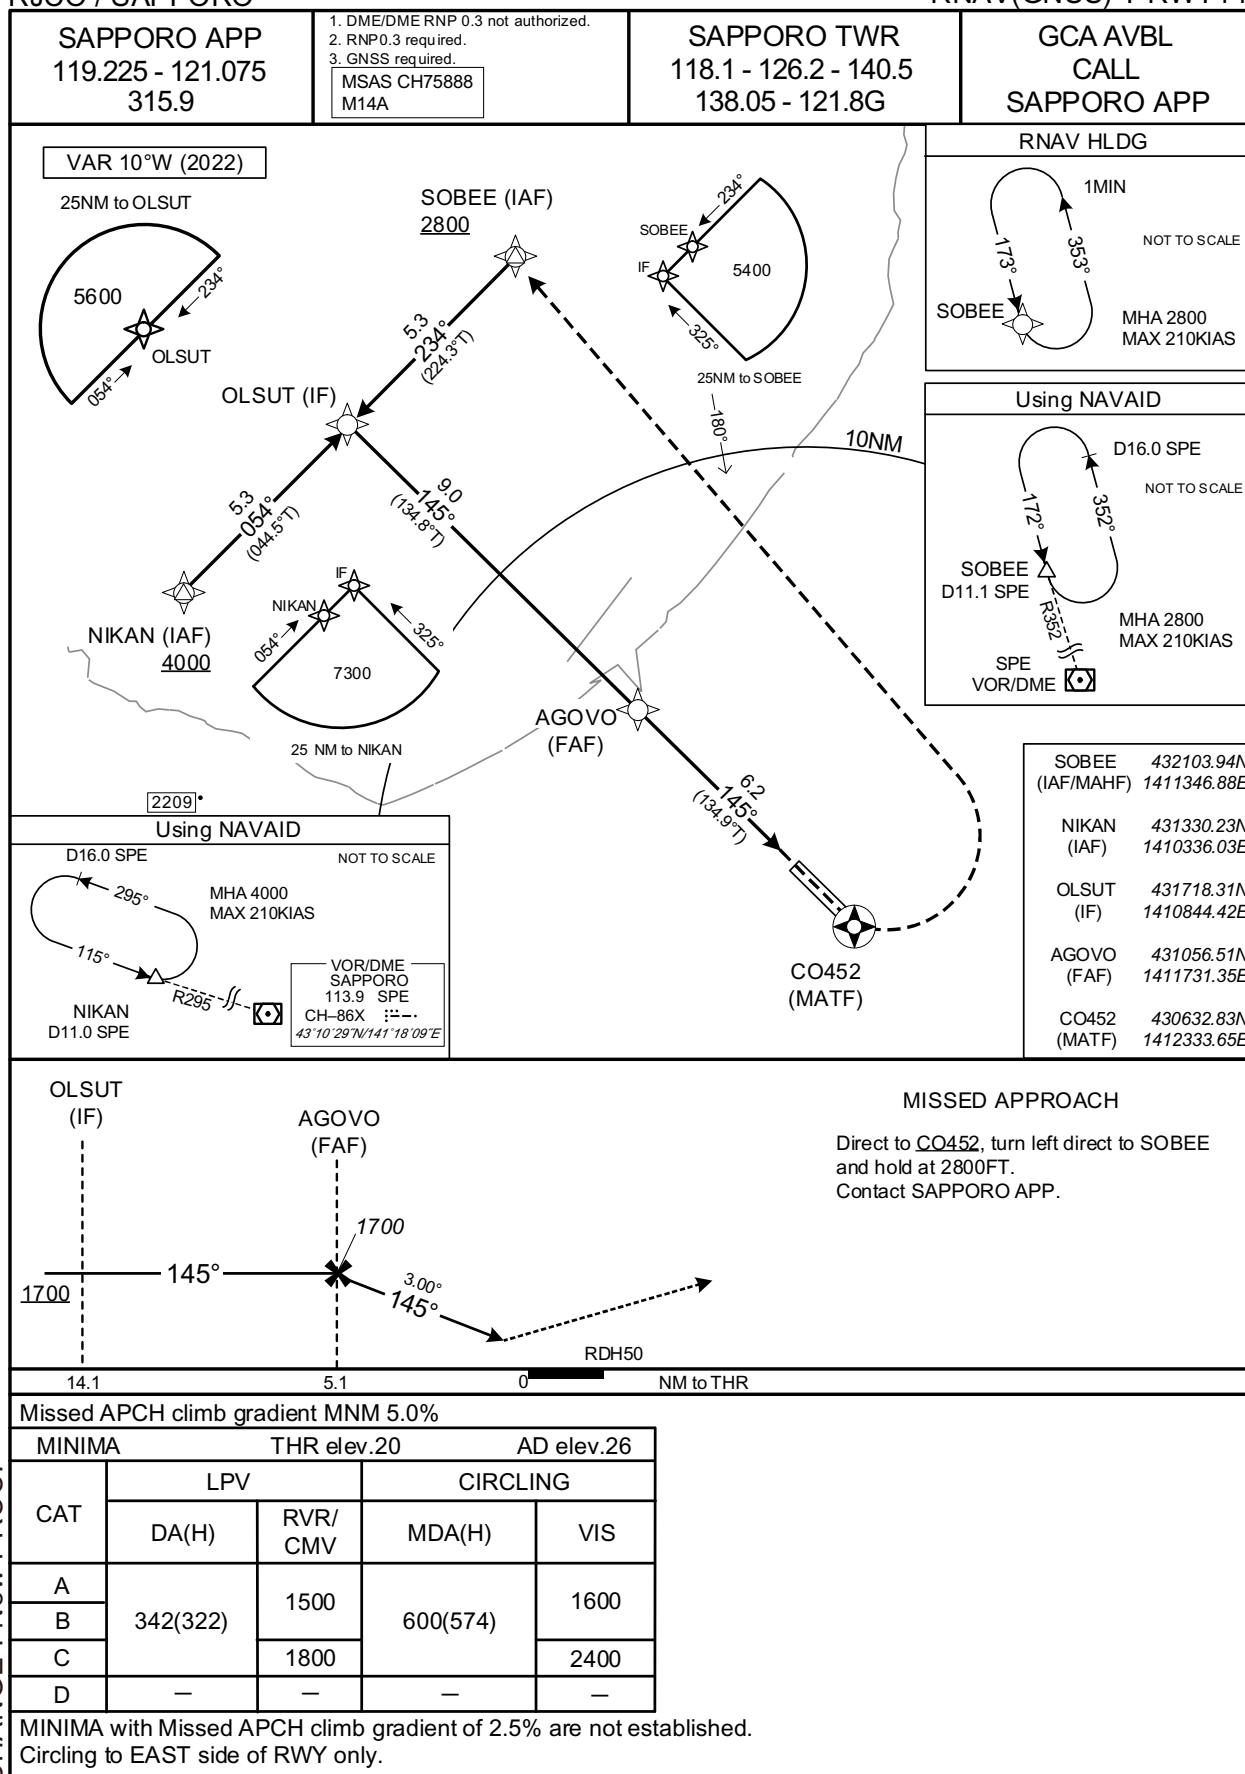 RJCO / SAPPORO
RNAV(GNSS) Y RWY14
SAPPORO APP
119.225 - 121.075
315.9
1. DME/DME RNP 0.3 not authorized.
2. RNP0.3 required.
3. GNSS required.
MSAS CH75888
M14A
SAPPORO TWR
118.1 - 126.2 - 140.5
138.05 - 121.8G
GCA AVBL
CALL
SAPPORO APP
VAR 10°W (2022)
25NM to OLSUT
5600
234°
OLSUT
054°
SOBEE (IAF)
2800
234°
SOBEE
IF
5400
325°
25NM to SOBEE
180°
5.3
234°
(224.3°T)
OLSUT (IF)
10NM
9.0
145°
(134.8°T)
5.3
054°
(044.5°T)
NIKAN (IAF)
4000
IF
NIKAN
054°
325°
7300
25 NM to NIKAN
AGOVO
(FAF)
6.2
145°
(134.9°T)
CO452
(MATF)
2209
RNAV HLDG
1MIN
NOT TO SCALE
173°
353°
SOBEE
MHA 2800
MAX 210KIAS
Using NAVAID
D16.0 SPE
NOT TO SCALE
172°
352°
SOBEE
D11.1 SPE
R352
MHA 2800
MAX 210KIAS
SPE
VOR/DME
SOBEE 432103.94N
(IAF/MAHF) 1411346.88E
NIKAN 431330.23N
(IAF) 1410336.03E
OLSUT 431718.31N
(IF) 1410844.42E
AGOVO 431056.51N
(FAF) 1411731.35E
CO452 430632.83N
(MATF) 1412333.65E
Using NAVAID
D16.0 SPE
NOT TO SCALE
295°
MHA 4000
MAX 210KIAS
115°
R295
NIKAN
D11.0 SPE
VOR/DME
SAPPORO
113.9 SPE
CH–86X
43°10'29"N/141°18'09"E
OLSUT
(IF)
AGOVO
(FAF)
MISSED APPROACH
Direct to CO452, turn left direct to SOBEE
and hold at 2800FT.
Contact SAPPORO APP.
1700
145°
1700
3.00°
145°
RDH50
14.1 5.1 0 NM to THR
Missed APCH climb gradient MNM 5.0%
MINIMA THR elev.20 AD elev.26
CAT LPV CIRCLING
DA(H) RVR/CMV MDA(H) VIS
A 342(322) 1500 600(574) 1600
B
C 1800 2400
D – – – –
MINIMA with Missed APCH climb gradient of 2.5% are not established.
Circling to EAST side of RWY only.